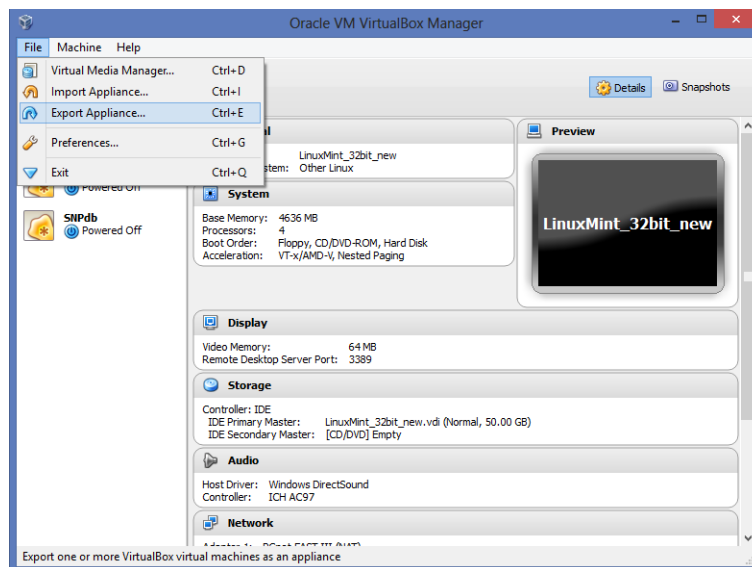 Oracle VM VirtualBox Manager
File Machine Help
Virtual Media Manager... Ctrl+D
Import Appliance... Ctrl+I
Export Appliance... Ctrl+E
Preferences... Ctrl+G
Exit Ctrl+Q
Details Snapshots
Powered Off
SNPdb
Powered Off
LinuxMint_32bit_new
Other Linux
System
Base Memory: 4636 MB
Processors: 4
Boot Order: Floppy, CD/DVD-ROM, Hard Disk
Acceleration: VT-x/AMD-V, Nested Paging
Preview
LinuxMint_32bit_new
Display
Video Memory: 64 MB
Remote Desktop Server Port: 3389
Storage
Controller: IDE
IDE Primary Master: LinuxMint_32bit_new.vdi (Normal, 50.00 GB)
IDE Secondary Master: [CD/DVD] Empty
Audio
Host Driver: Windows DirectSound
Controller: ICH AC97
Network
Export one or more VirtualBox virtual machines as an appliance